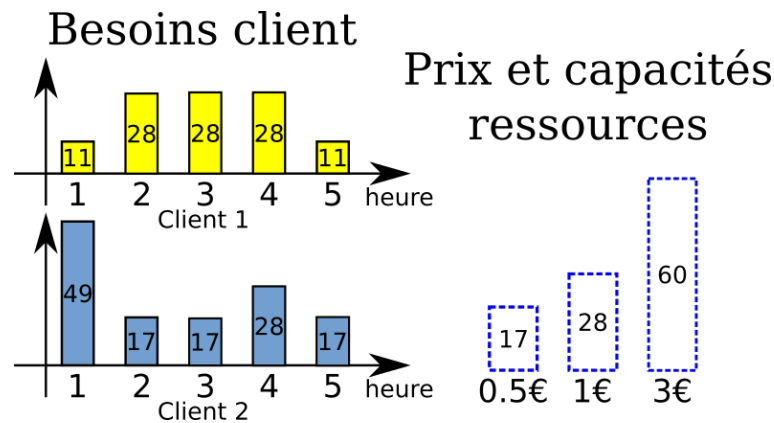 Besoins client
11 28 28 28 11
1 2 3 4 5 heure
Client 1
49 17 17 28 17
1 2 3 4 5 heure
Client 2
Prix et capacités
ressources
17 28 60
0.5€ 1€ 3€